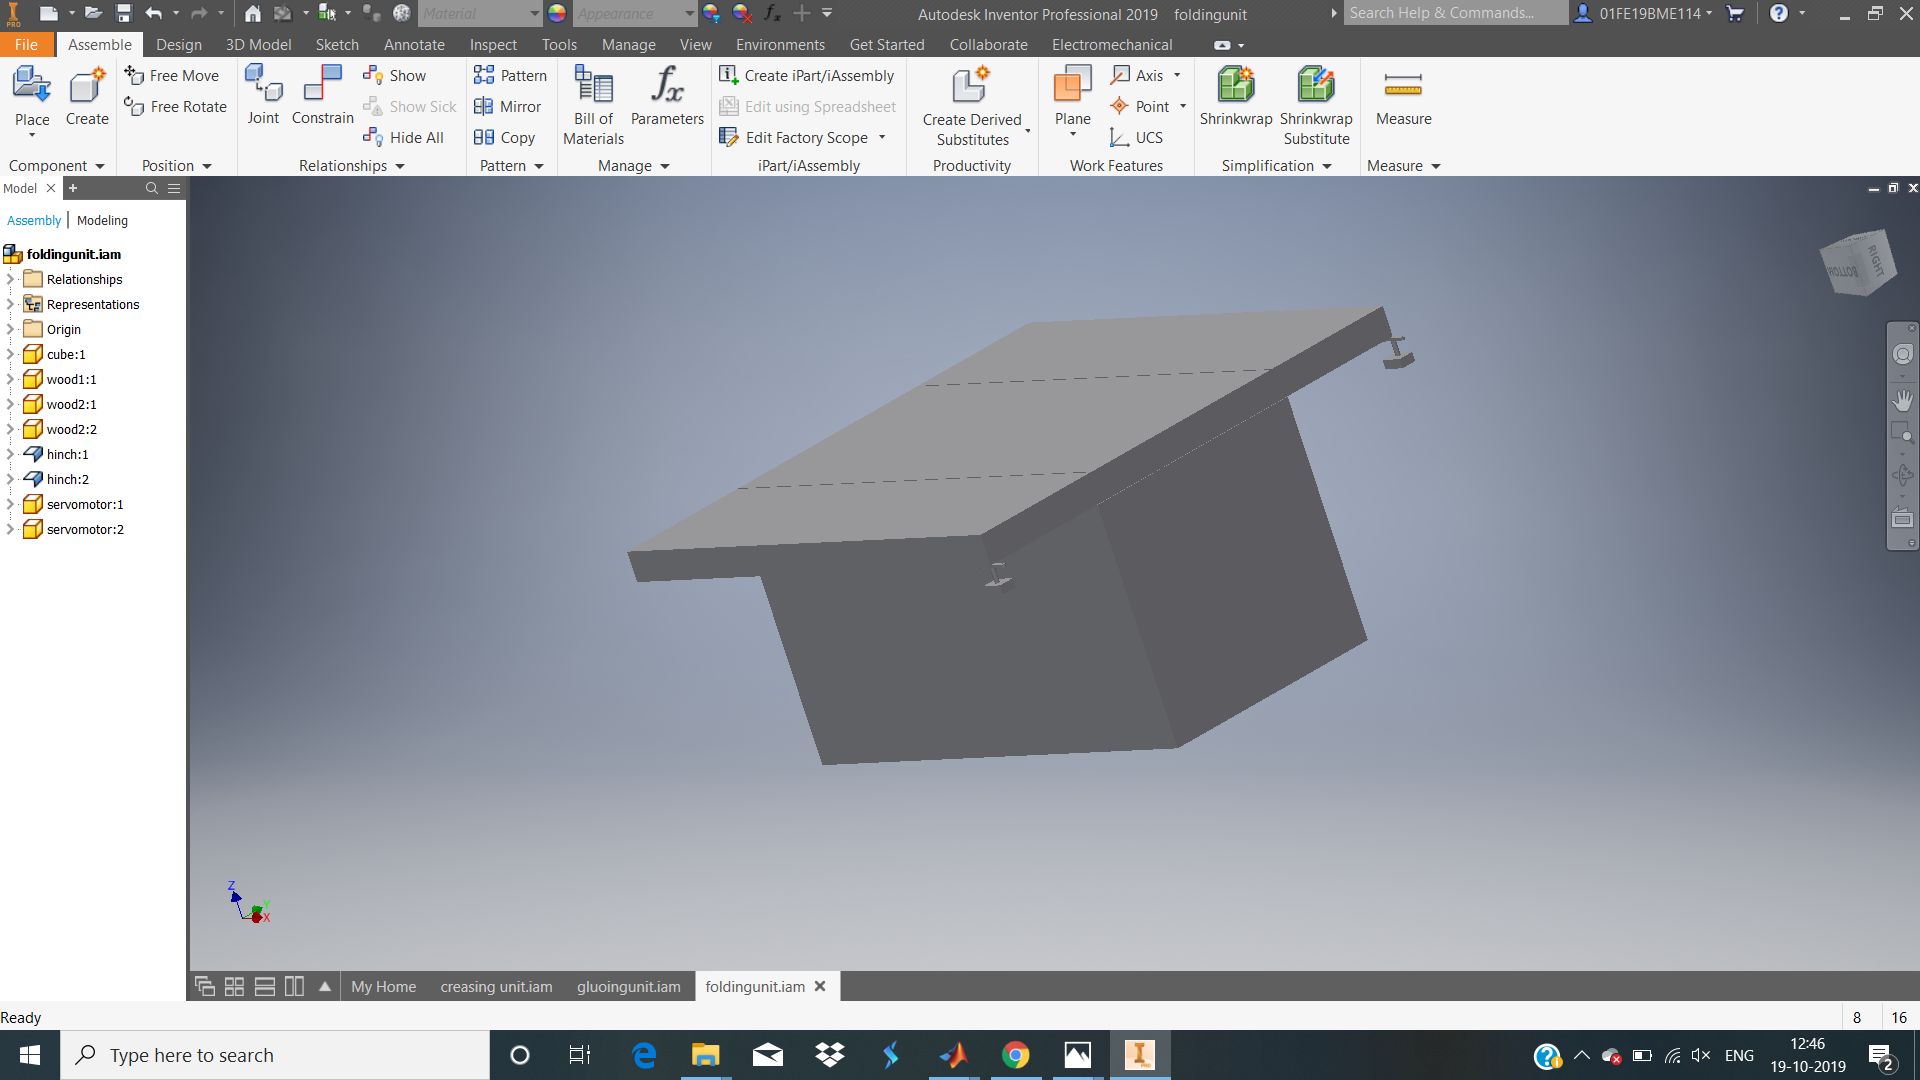 Material
Appearance
Autodesk Inventor Professional 2019 foldingunit
Search Help & Commands...
01FE19BME114
PRO
File Assemble Design 3D Model Sketch Annotate Inspect Tools Manage View Environments Get Started Collaborate Electromechanical
Place
Create
Free Move
Free Rotate
Joint
Constrain
Show
Show Sick
Hide All
Pattern
Mirror
Copy
Bill of
Materials
Parameters
Create iPart/iAssembly
Edit using Spreadsheet
Edit Factory Scope
Create Derived
Substitutes
Plane
Axis
Point
UCS
Shrinkwrap
Shrinkwrap
Substitute
Measure
Component Position Relationships Pattern Manage iPart/iAssembly Productivity Work Features Simplification Measure
Model
Assembly Modeling
foldingunit.iam
Relationships
Representations
Origin
cube:1
wood1:1
wood2:1
wood2:2
hinch:1
hinch:2
servomotor:1
servomotor:2
BOTTOM
RIGHT
Z
Y
X
My Home creasing unit.iam gluoingunit.iam foldingunit.iam
Ready
8 16
Type here to search
ENG
12:46
19-10-2019
2